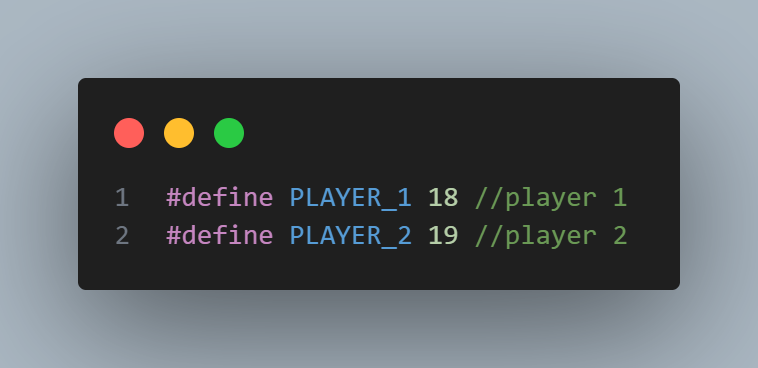 1 #define PLAYER_1 18 //player 1
2 #define PLAYER_2 19 //player 2